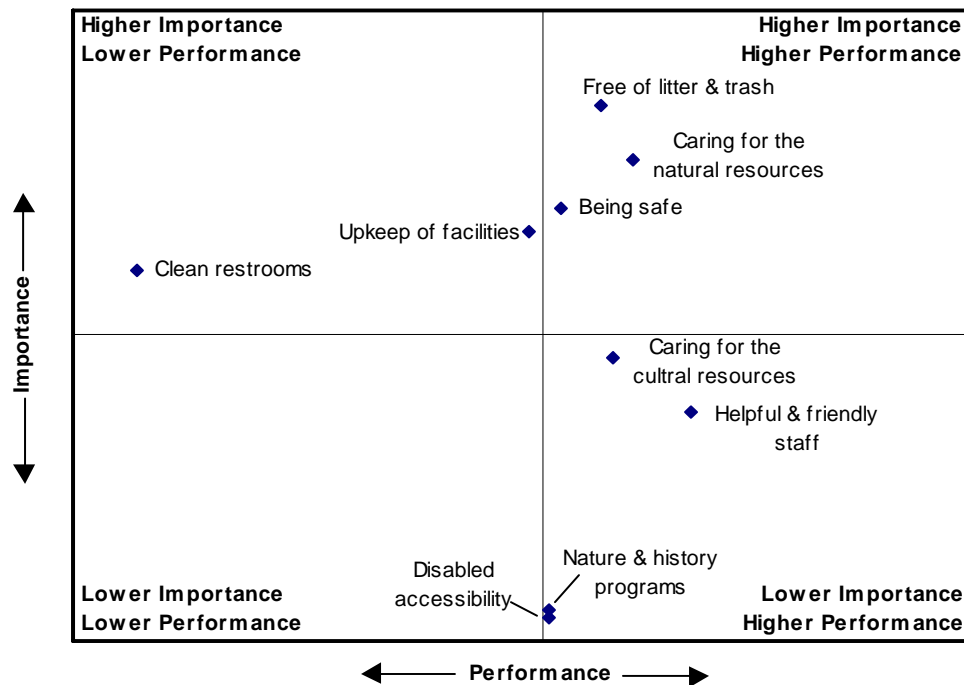 Higher Importance
Lower Performance
Higher Importance
Higher Performance
Free of litter & trash
Caring for the
natural resources
Being safe
Upkeep of facilities
Clean restrooms
Importance
Caring for the
cultral resources
Helpful & friendly
staff
Nature & history
programs
Disabled
accessibility
Lower Importance
Lower Performance
Lower Importance
Higher Performance
Performance